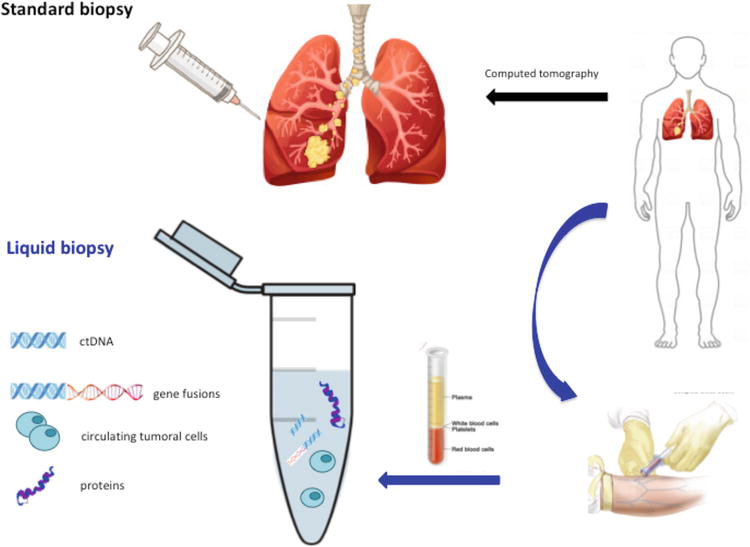 Standard biopsy
Computed tomography
Liquid biopsy
ctDNA
gene fusions
circulating tumoral cells
proteins
Plasma
White blood cells
Platelets
Red blood cells